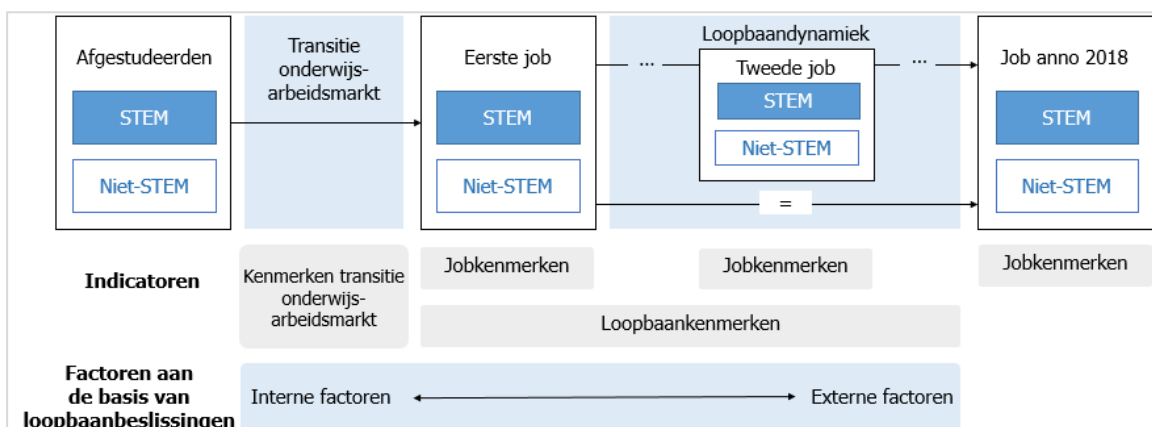 Afgestudeerden
STEM
Niet-STEM
Transitie
onderwijs-
arbeidsmarkt
Eerste job
STEM
Niet-STEM
Loopbaandynamiek
...
Tweede job
STEM
Niet-STEM
...
=
Job anno 2018
STEM
Niet-STEM
Indicatoren
Kenmerken transitie
onderwijs-
arbeidsmarkt
Jobkenmerken
Jobkenmerken
Jobkenmerken
Loopbaankenmerken
Factoren aan
de basis van
loopbaanbeslissingen
Interne factoren
Externe factoren